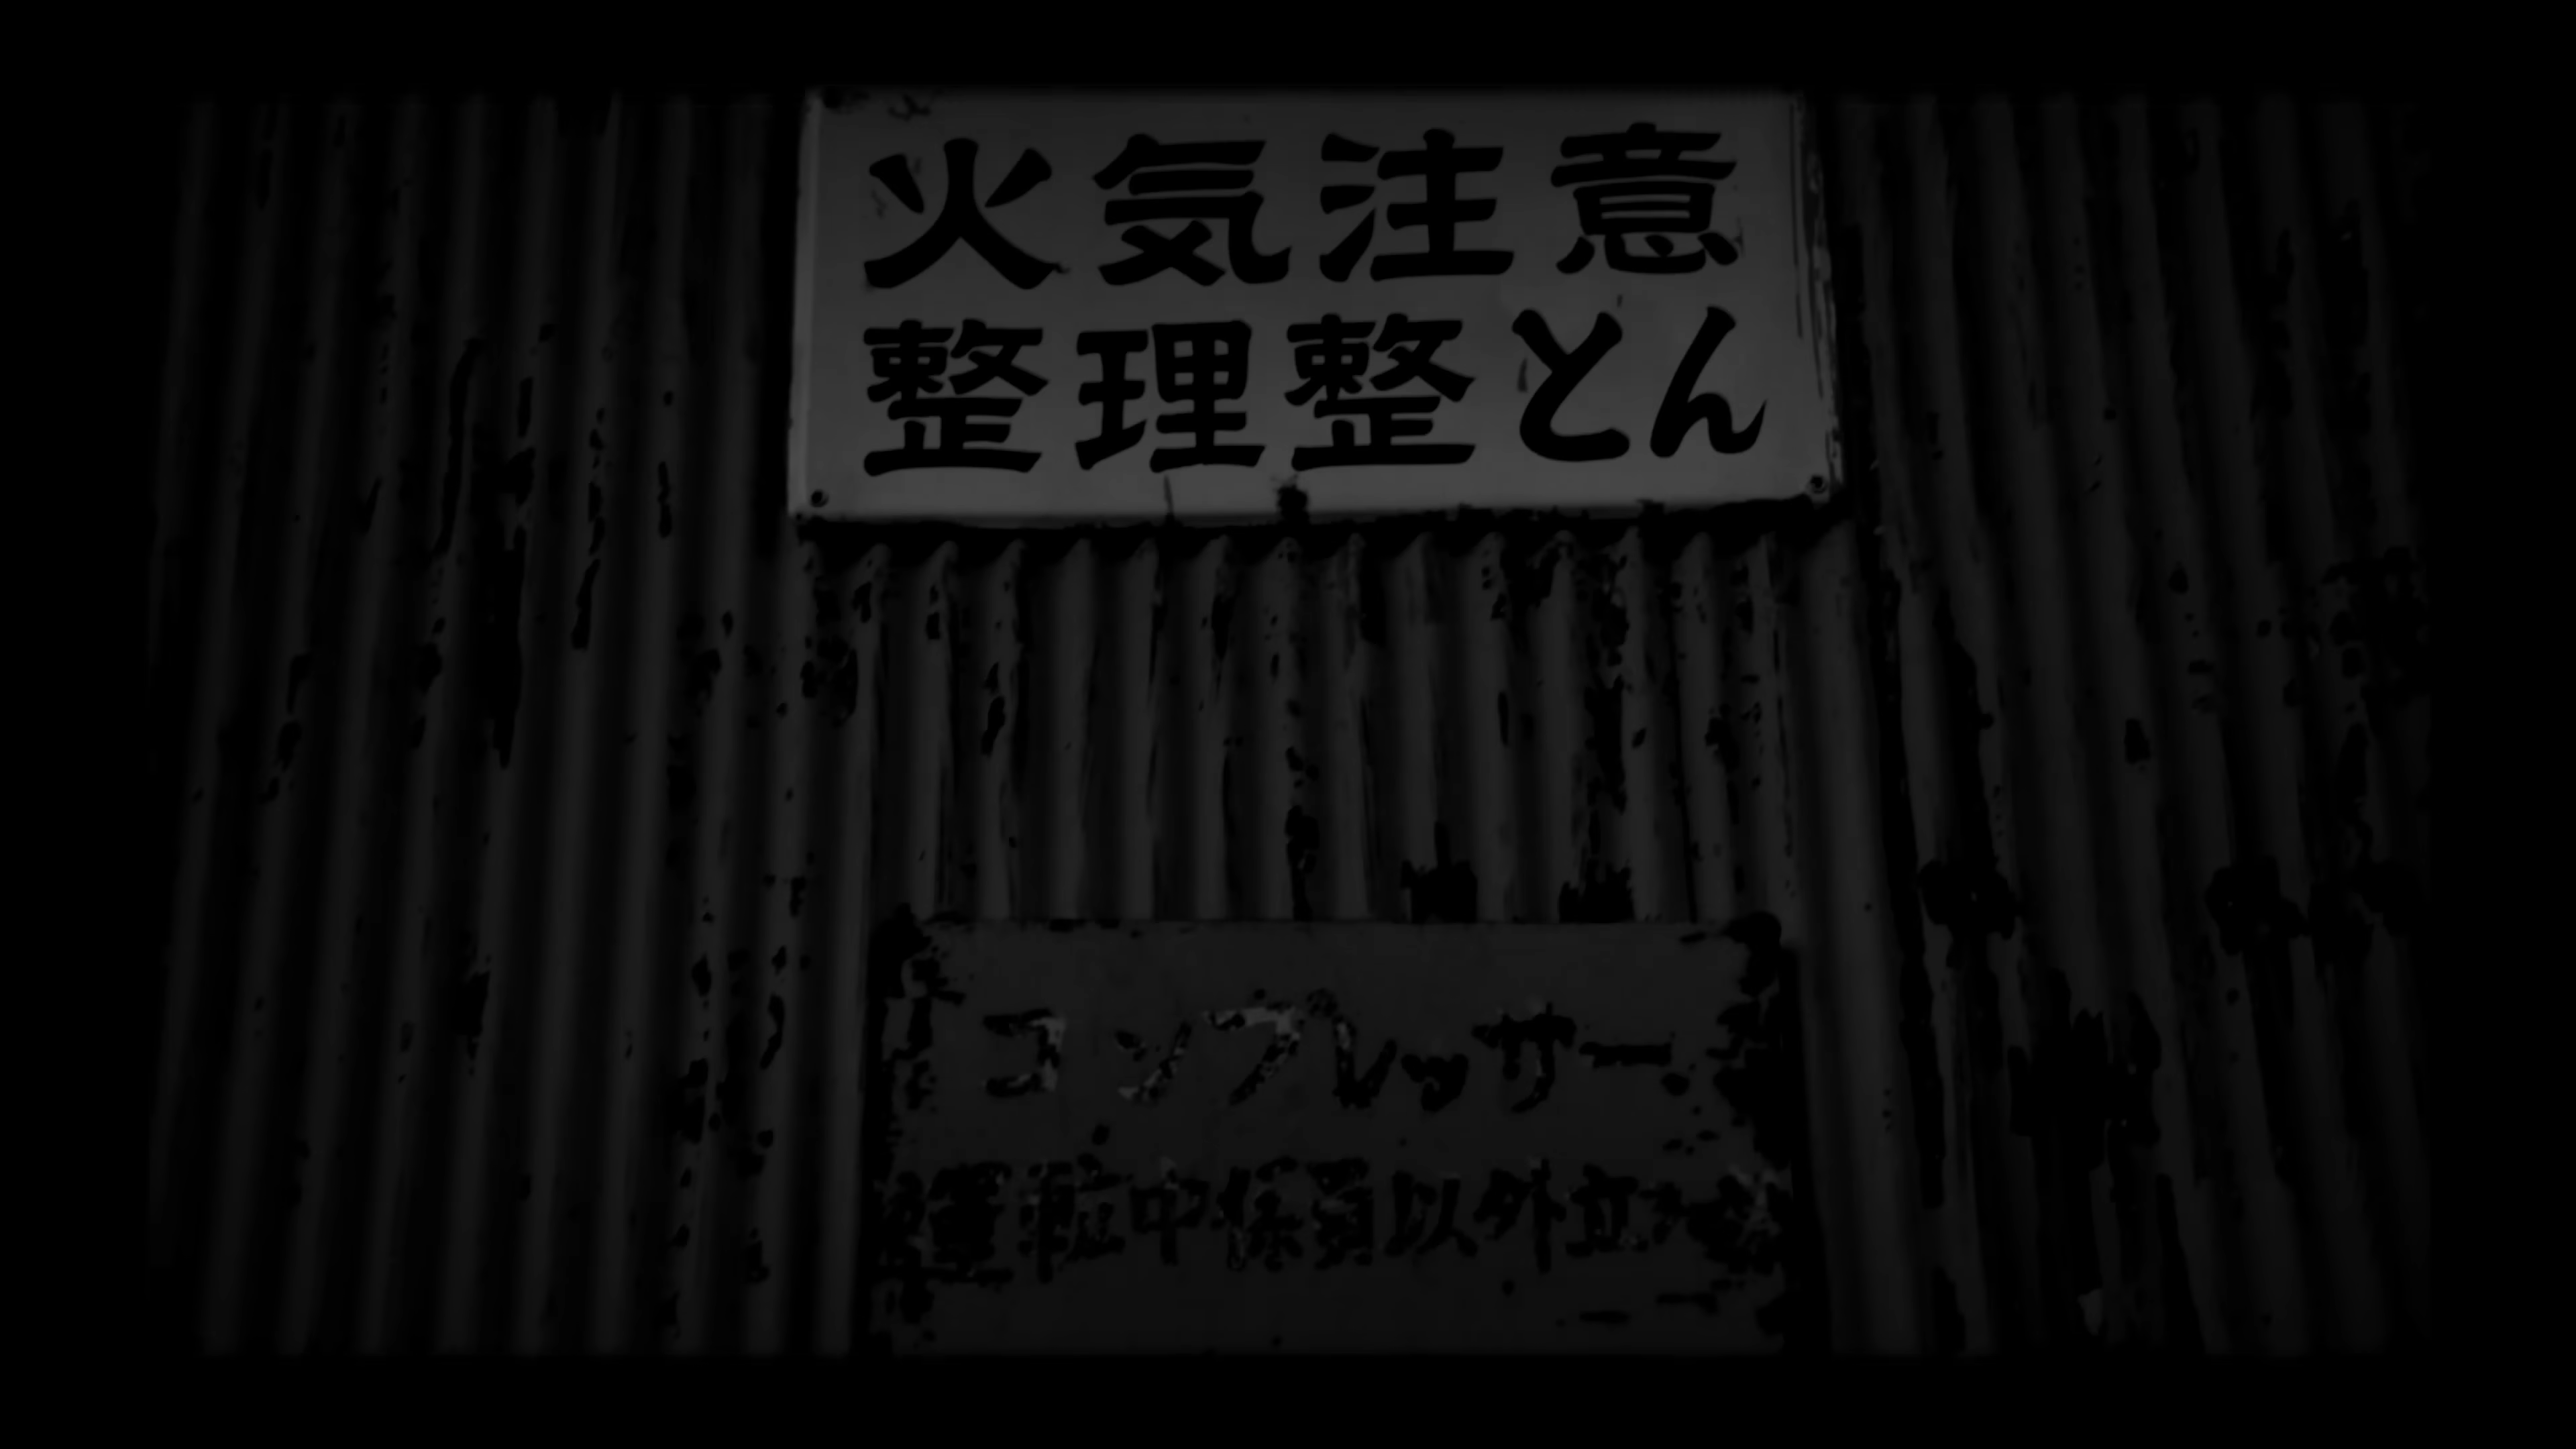 火気注意
整理整とん
コンプレッサー
運転中係員以外立